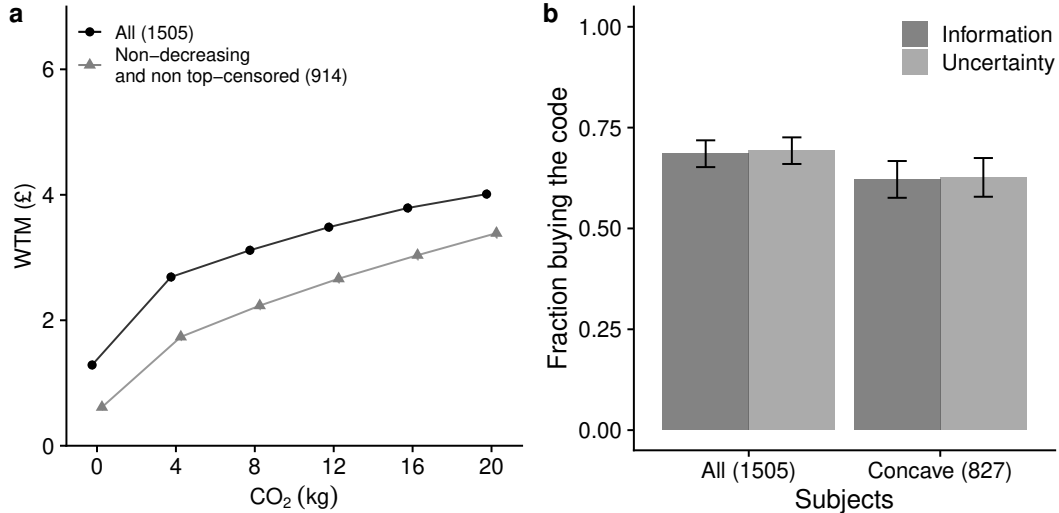 a
All (1505)
Non−decreasing
and non top−censored (914)
6
4
2
0
WTM (£)
0 4 8 12 16 20
CO₂ (kg)
b
Information
Uncertainty
1.00
0.75
0.50
0.25
0.00
Fraction buying the code
All (1505) Concave (827)
Subjects